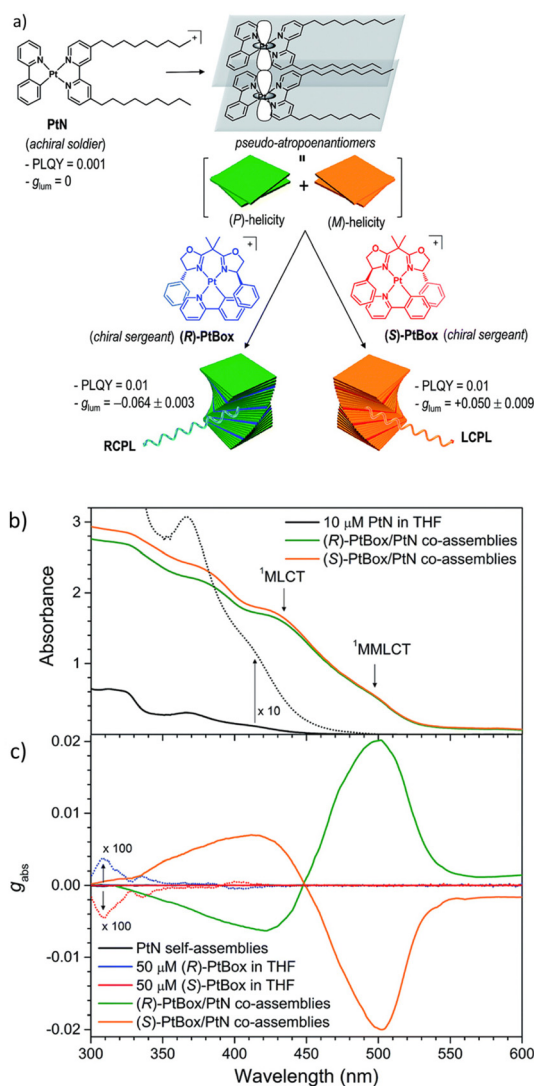 a)
PtN
(achiral soldier)
- PLQY = 0.001
- glum = 0
pseudo-atropoenantiomers
(P)-helicity
+
(M)-helicity
(chiral sergeant) (R)-PtBox
(S)-PtBox (chiral sergeant)
- PLQY = 0.01
- glum = −0.064 ± 0.003
RCPL
- PLQY = 0.01
- glum = +0.050 ± 0.009
LCPL
b)
10 μM PtN in THF
(R)-PtBox/PtN co-assemblies
(S)-PtBox/PtN co-assemblies
¹MLCT
¹MMLCT
x 10
Absorbance
3
2
1
c)
0.02
0.01
0.00
-0.01
-0.02
gabs
x 100
x 100
PtN self-assemblies
50 μM (R)-PtBox in THF
50 μM (S)-PtBox in THF
(R)-PtBox/PtN co-assemblies
(S)-PtBox/PtN co-assemblies
300 350 400 450 500 550 600
Wavelength (nm)